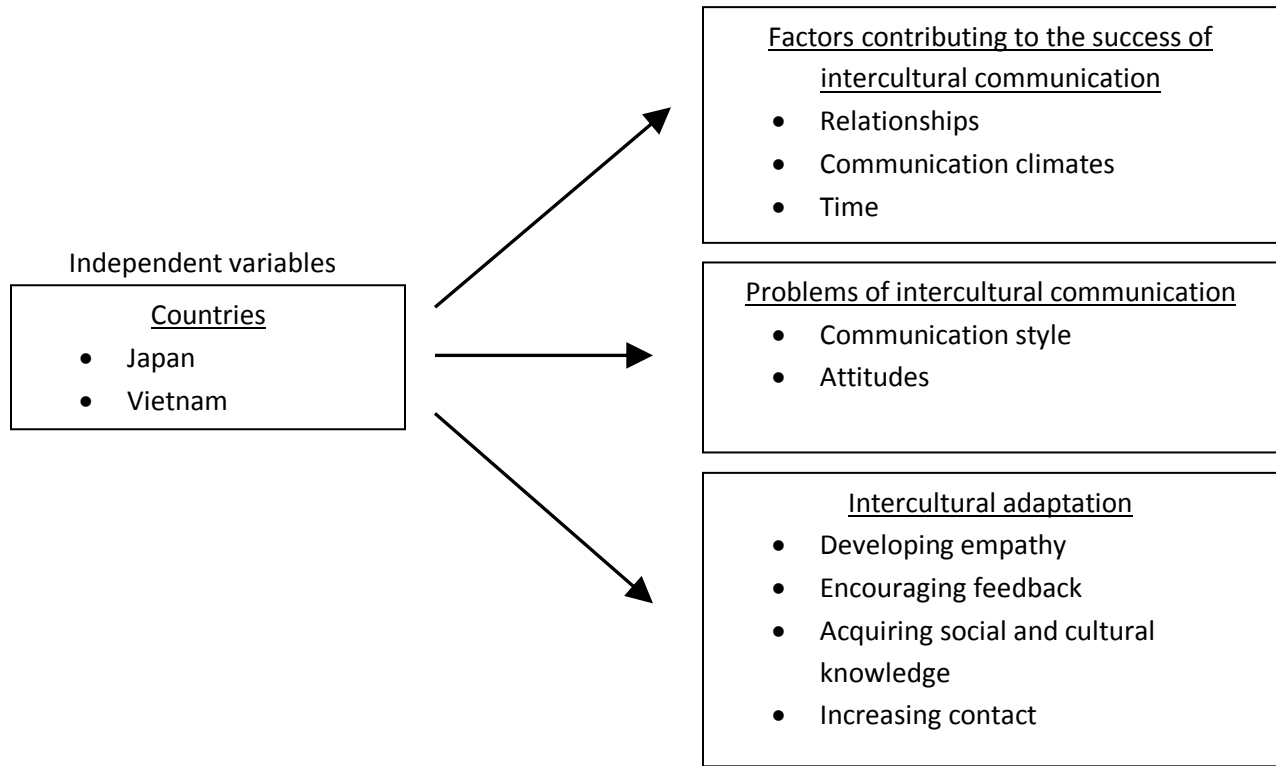 Independent variables
Countries
• Japan
• Vietnam
Factors contributing to the success of
intercultural communication
• Relationships
• Communication climates
• Time
Problems of intercultural communication
• Communication style
• Attitudes
Intercultural adaptation
• Developing empathy
• Encouraging feedback
• Acquiring social and cultural
knowledge
• Increasing contact